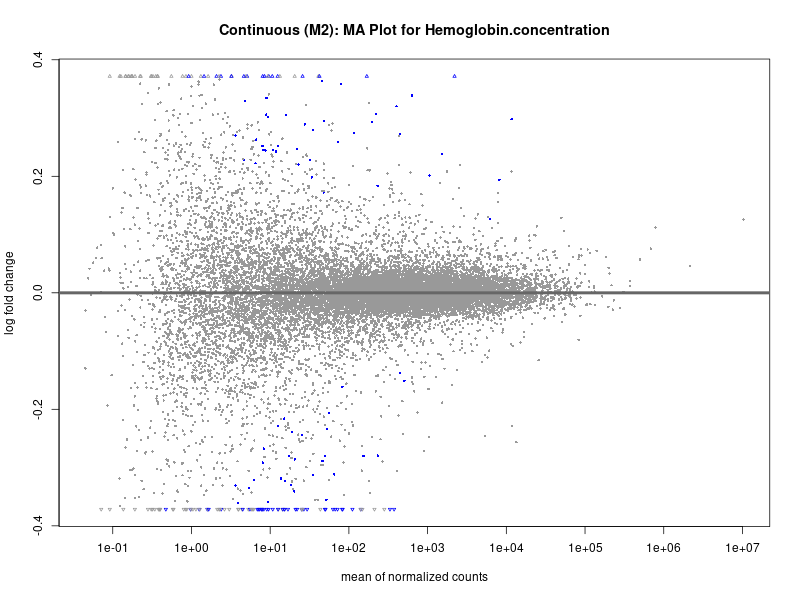 Continuous (M2): MA Plot for Hemoglobin.concentration
0.4
0.2
0.0
-0.2
-0.4
log fold change
1e-01 1e+00 1e+01 1e+02 1e+03 1e+04 1e+05 1e+06 1e+07
mean of normalized counts